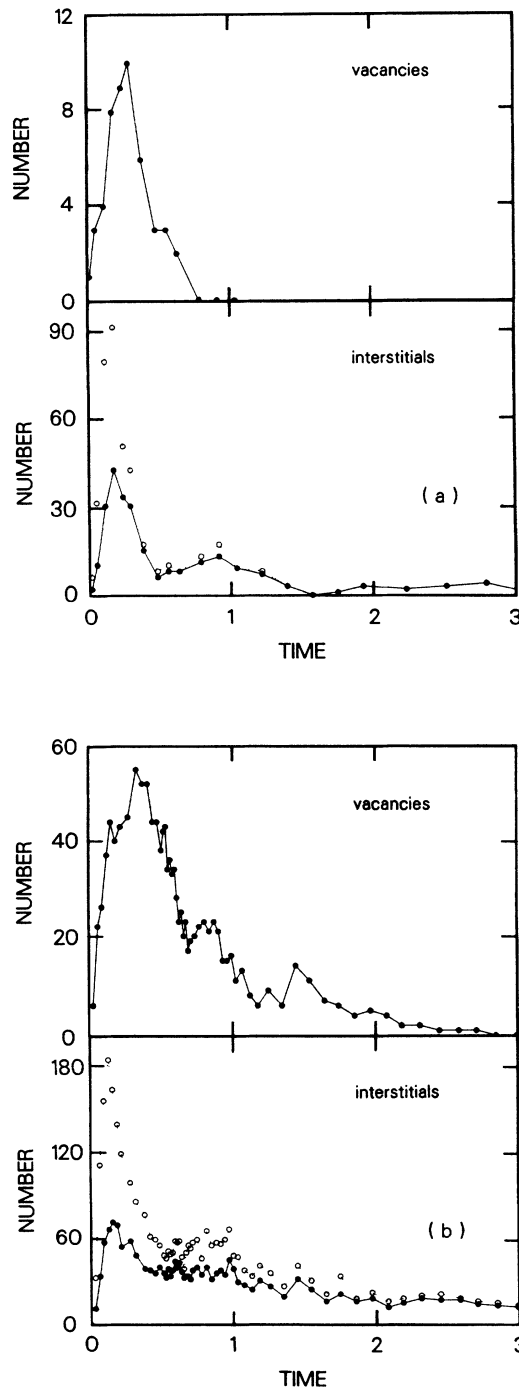 12
vacancies
8
NUMBER
4
0
90
interstitials
60
NUMBER
( a )
30
0
0 1 2 3
TIME
60
vacancies
40
NUMBER
20
0
180
interstitials
120
NUMBER
( b )
60
0
0 1 2 3
TIME